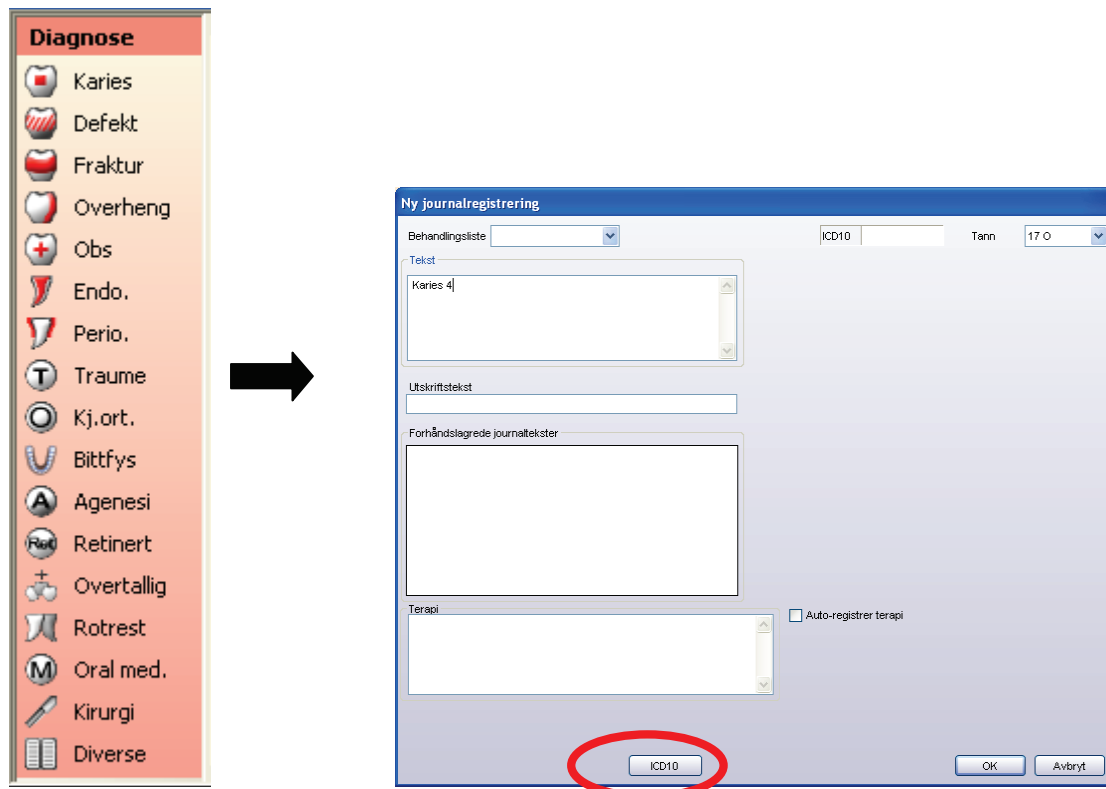 Diagnose
Karies
Defekt
Fraktur
Overheng
Obs
Endo.
Perio.
T Traume
Kj.ort.
Bittfys
A Agenesi
Ret Retinert
Overtallig
Rotrest
M Oral med.
Kirurgi
Diverse
Ny journalregistrering
Behandlingsliste ICD10 Tann 17 O
Tekst
Karies 4
Utskriftstekst
Forhåndslagrede journaltekster
Terapi
Auto-registrer terapi
ICD10 OK Avbryt